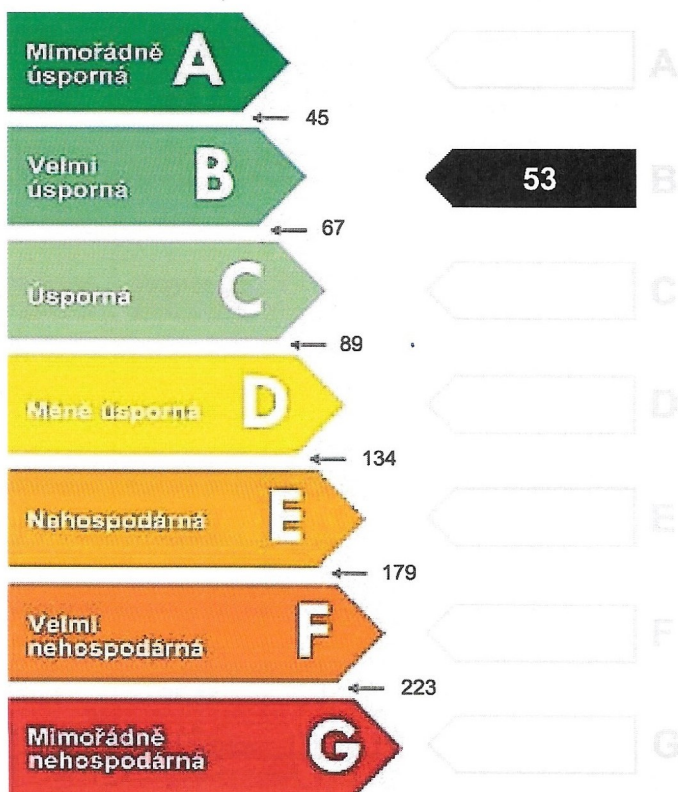 Mimořádně
úsporná
A
A
45
Velmi
úsporná
B
53
B
67
Úsporná
C
C
89
Méně úsporná
D
D
134
Nehospodárná
E
E
179
Velmi
nehospodárná
F
F
223
Mimořádně
nehospodárná
G
G